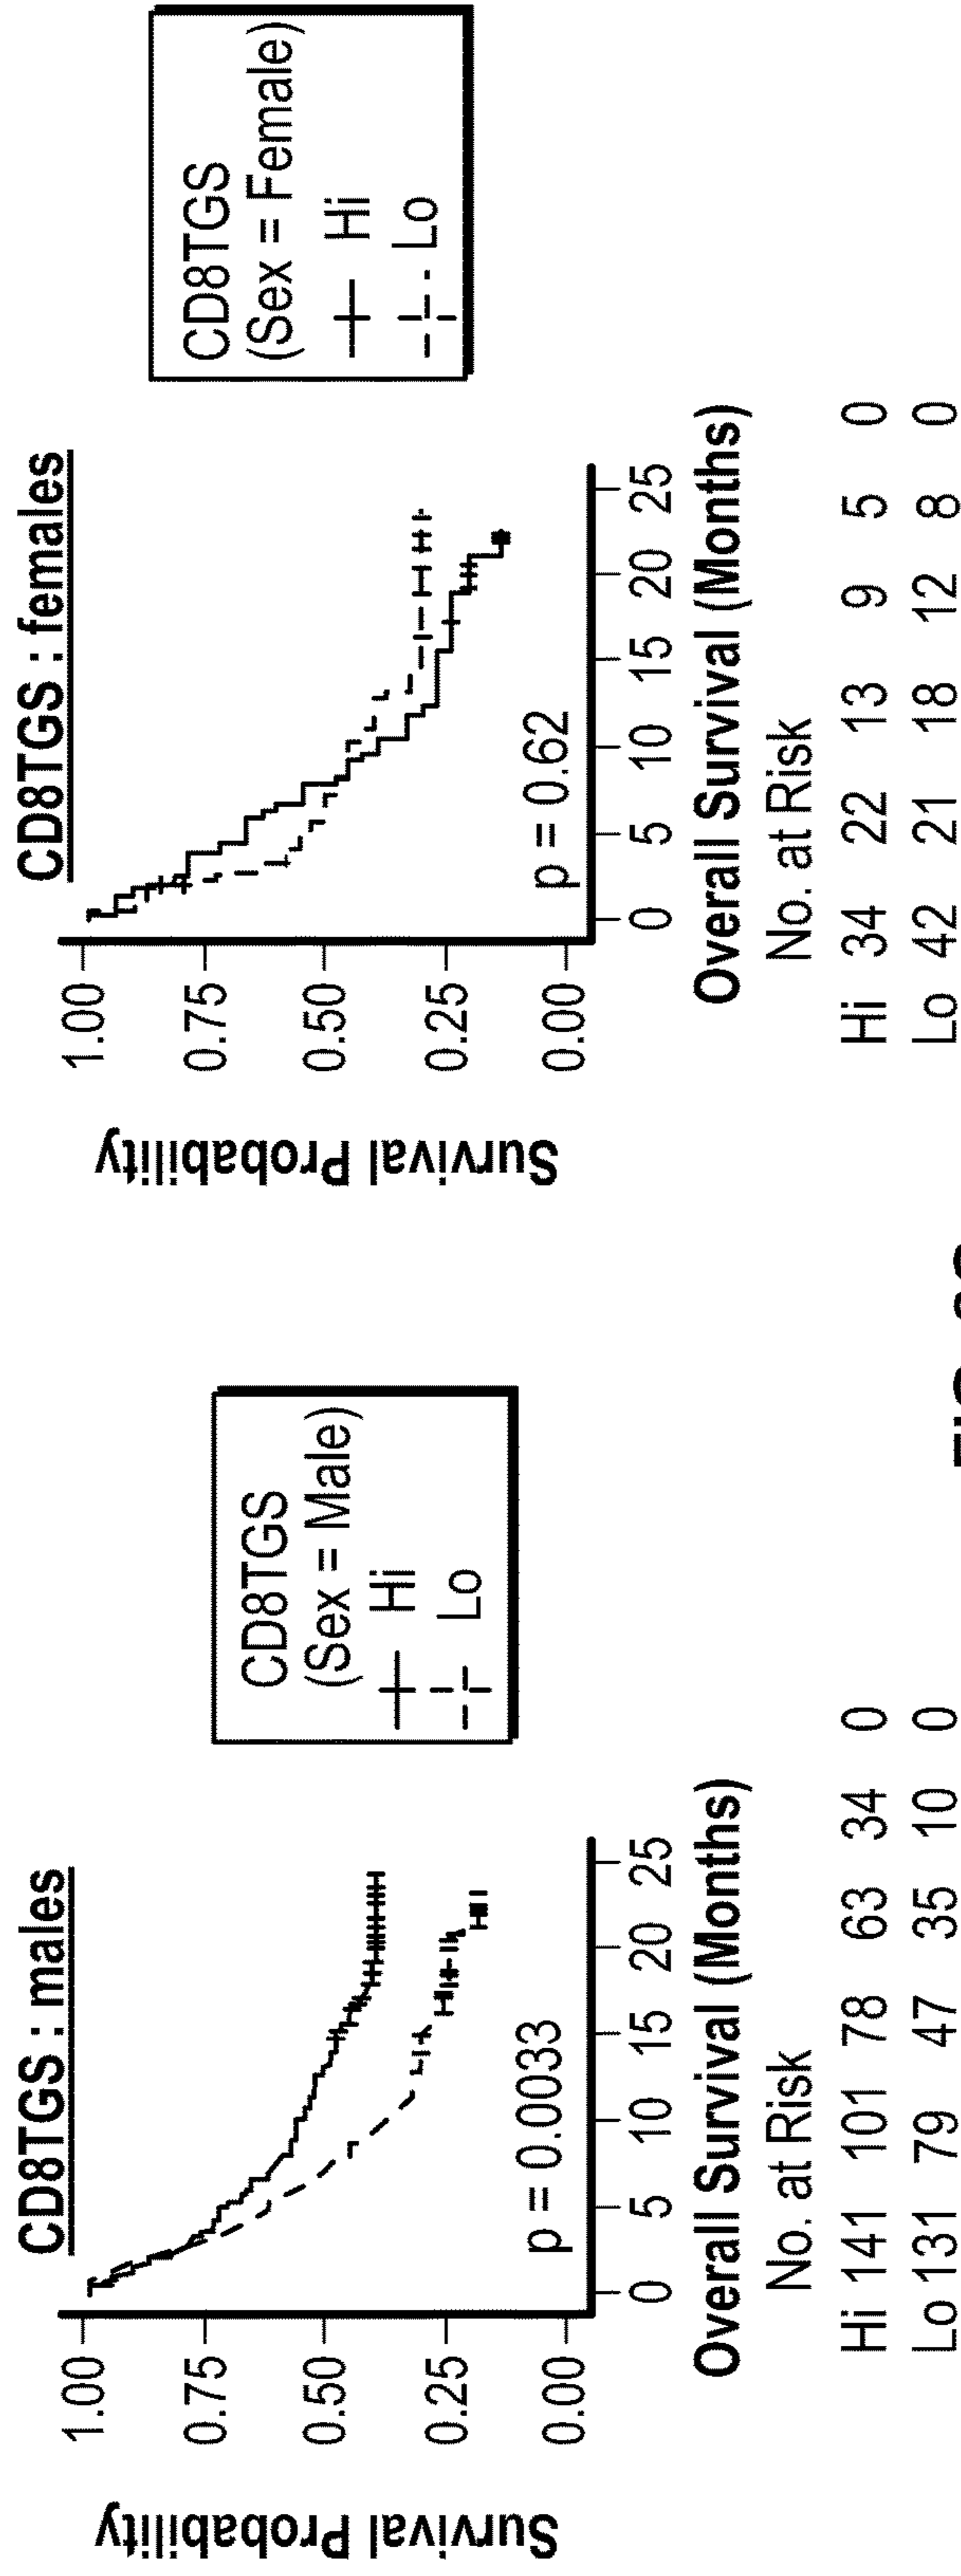 CD8TGS : males
Survival Probability
1.00
0.75
0.50
0.25
0.00
p = 0.0033
0 5 10 15 20 25
Overall Survival (Months)
No. at Risk
Hi 141 101 78 63 34 0
Lo 131 79 47 35 10 0
CD8TGS
(Sex = Male)
Hi
Lo
CD8TGS : females
Survival Probability
1.00
0.75
0.50
0.25
0.00
p = 0.62
0 5 10 15 20 25
Overall Survival (Months)
No. at Risk
Hi 34 22 13 9 5 0
Lo 42 21 18 12 8 0
CD8TGS
(Sex = Female)
Hi
Lo